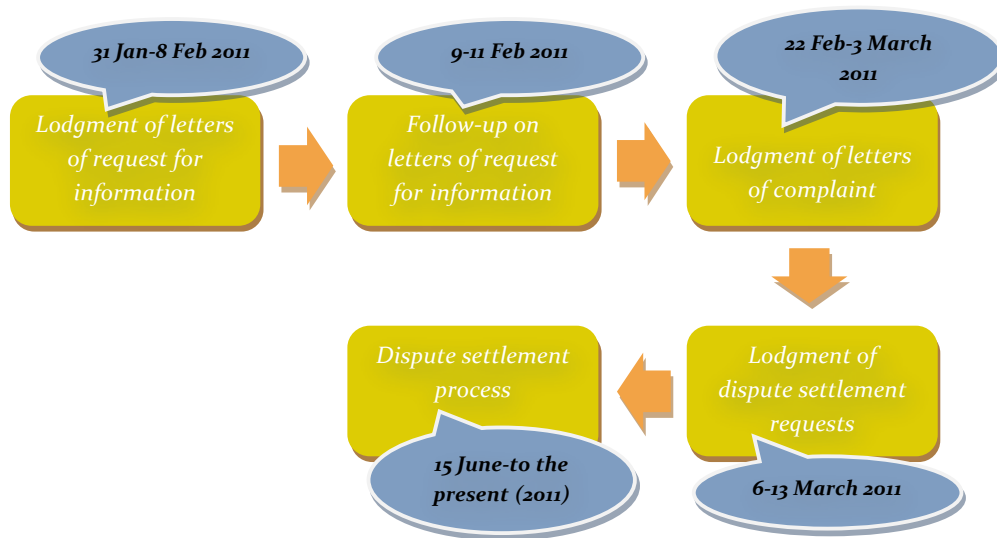 31 Jan-8 Feb 2011
Lodgment of letters
of request for
information
9-11 Feb 2011
Follow-up on
letters of request
for information
22 Feb-3 March
2011
Lodgment of letters
of complaint
Lodgment of
dispute settlement
requests
6-13 March 2011
Dispute settlement
process
15 June-to the
present (2011)